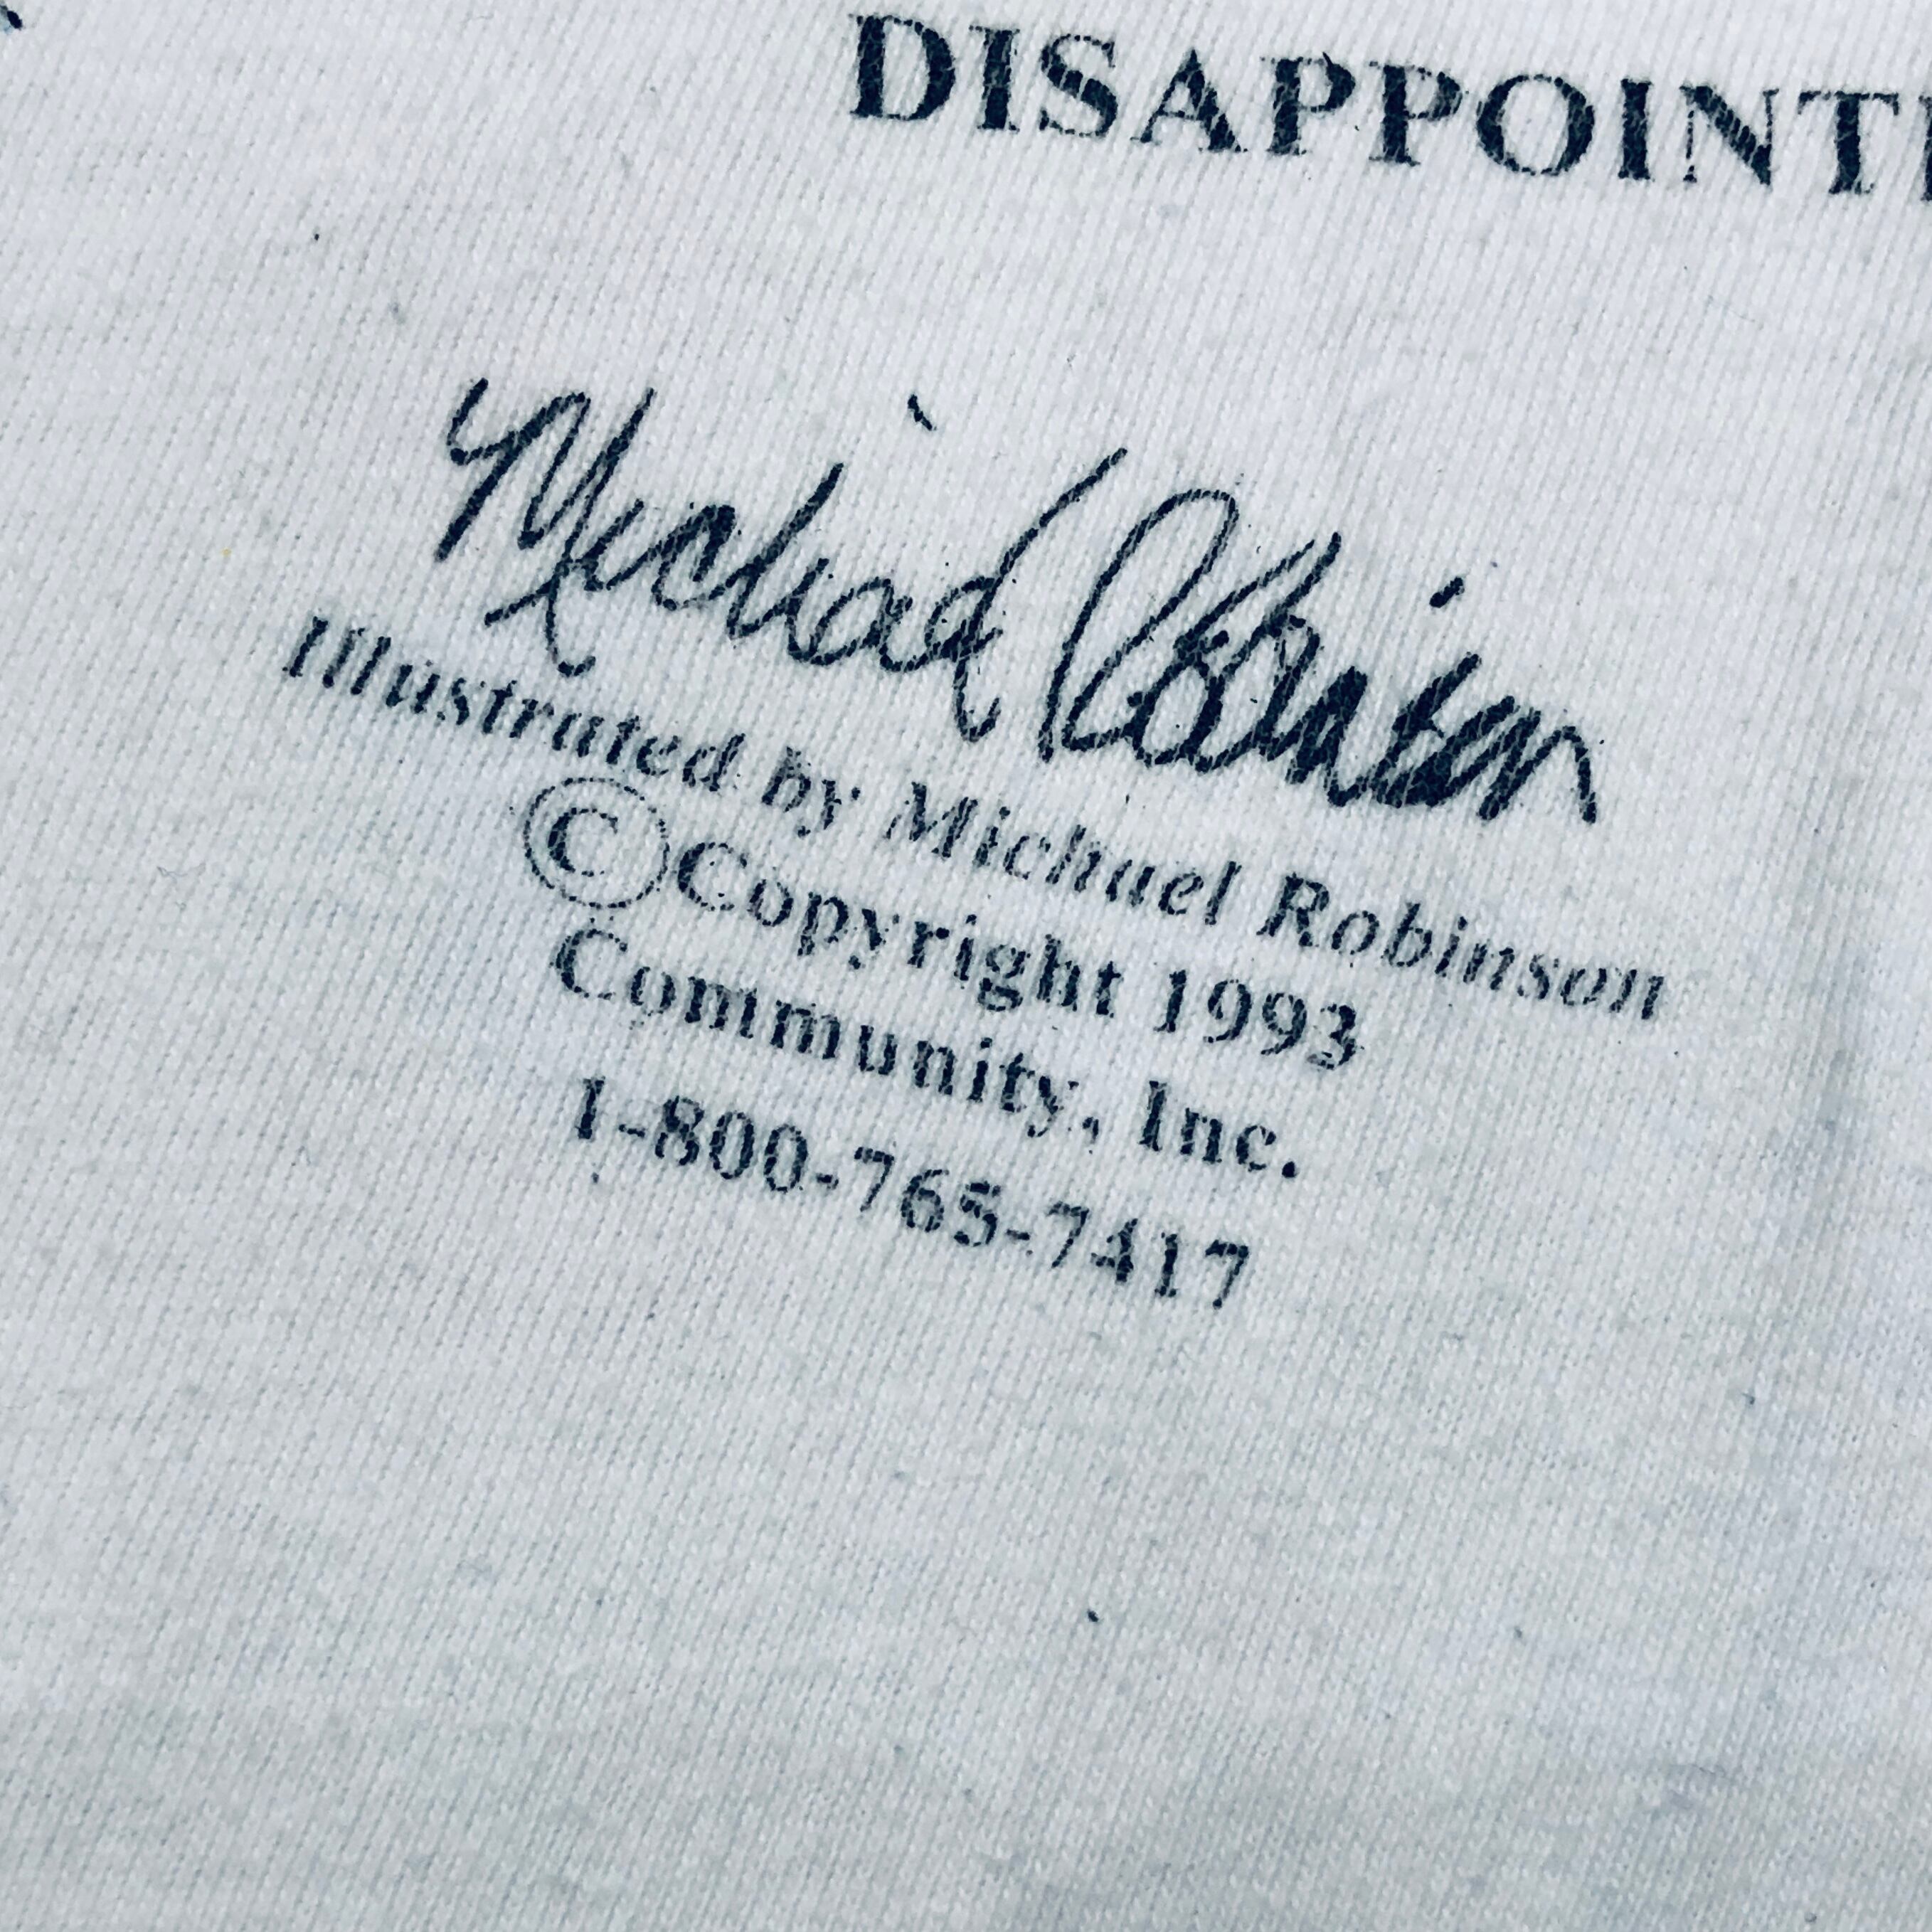 DISAPPOINT
Michael Robinson
Illustrated by Michael Robinson
©Copyright 1993
Community, Inc.
1-800-765-7417